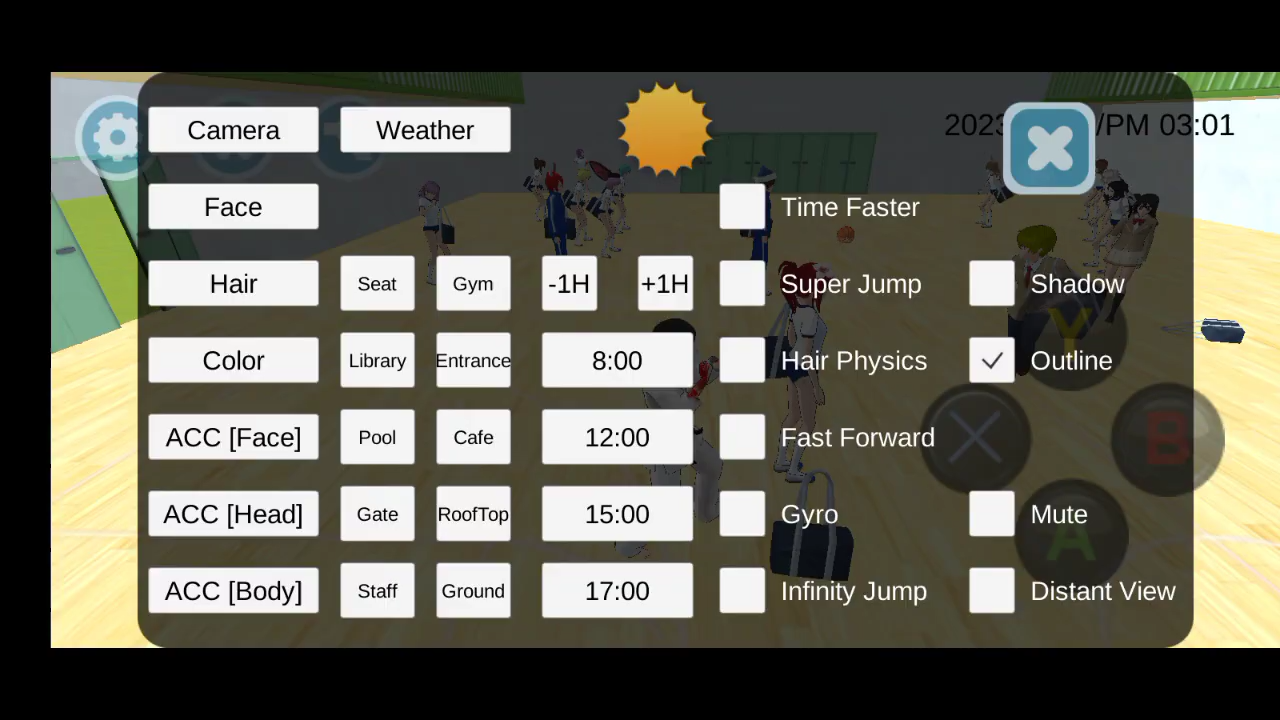 Camera Weather 2023 /PM 03:01
Face Time Faster
Hair Seat Gym -1H +1H Super Jump Shadow
Y
Color Library Entrance 8:00 Hair Physics Outline
ACC [Face] Pool Cafe 12:00 Fast Forward X B
ACC [Head] Gate RoofTop 15:00 Gyro Mute
A
ACC [Body] Staff Ground 17:00 Infinity Jump Distant View